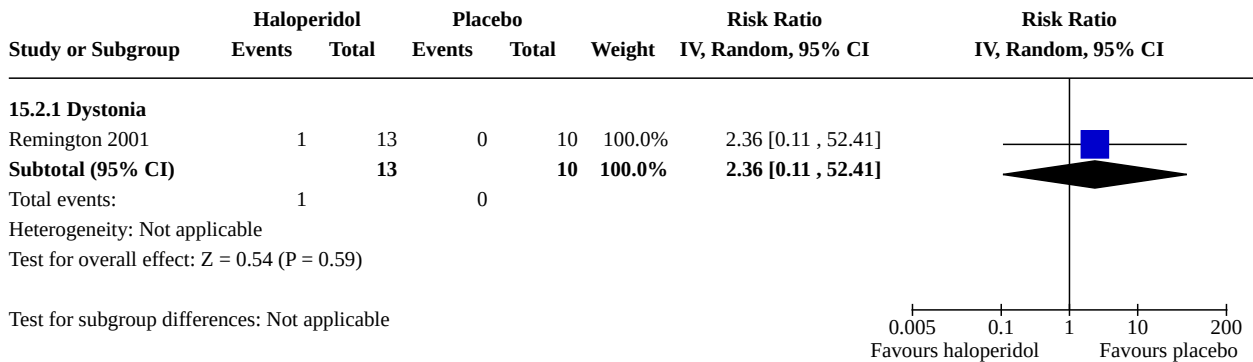 Haloperidol Placebo Risk Ratio Risk Ratio
Study or Subgroup Events Total Events Total Weight IV, Random, 95% CI IV, Random, 95% CI
15.2.1 Dystonia
Remington 2001 1 13 0 10 100.0% 2.36 [0.11 , 52.41]
Subtotal (95% CI) 13 10 100.0% 2.36 [0.11 , 52.41]
Total events: 1 0
Heterogeneity: Not applicable
Test for overall effect: Z = 0.54 (P = 0.59)
Test for subgroup differences: Not applicable
0.005 0.1 1 10 200
Favours haloperidol Favours placebo